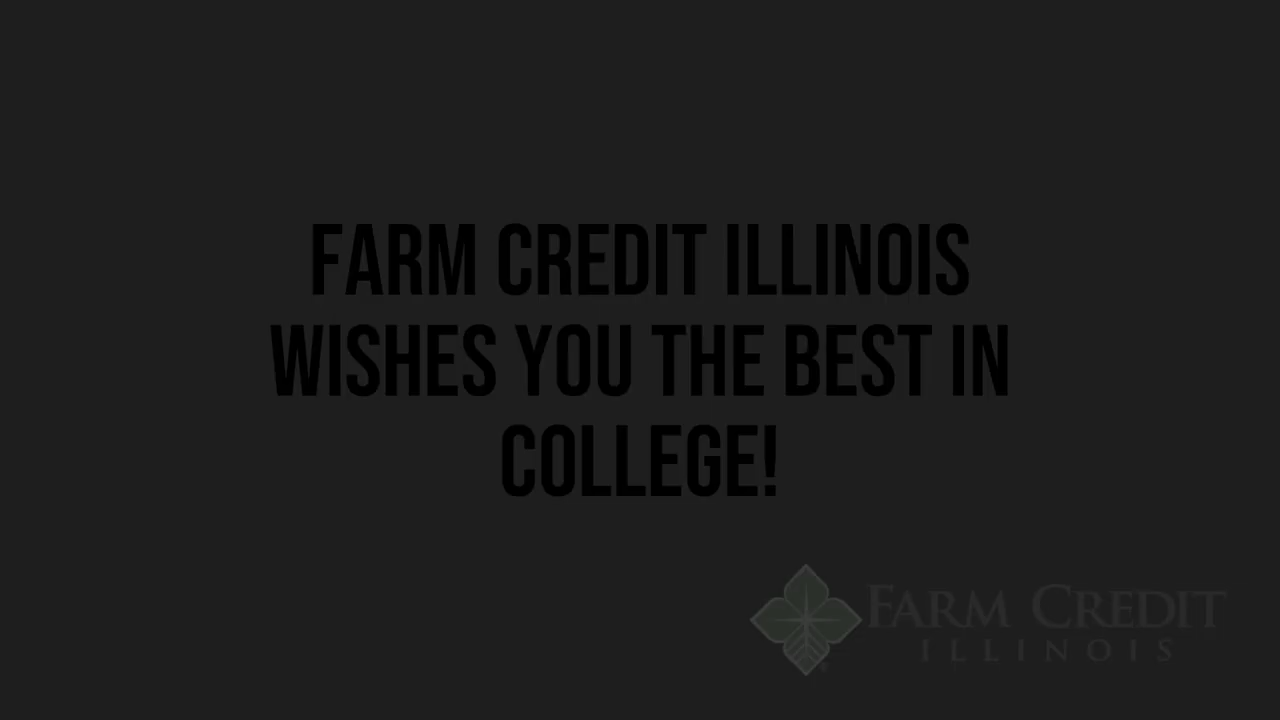 FARM CREDIT ILLINOIS
WISHES YOU THE BEST IN
COLLEGE!
FARM CREDIT
ILLINOIS